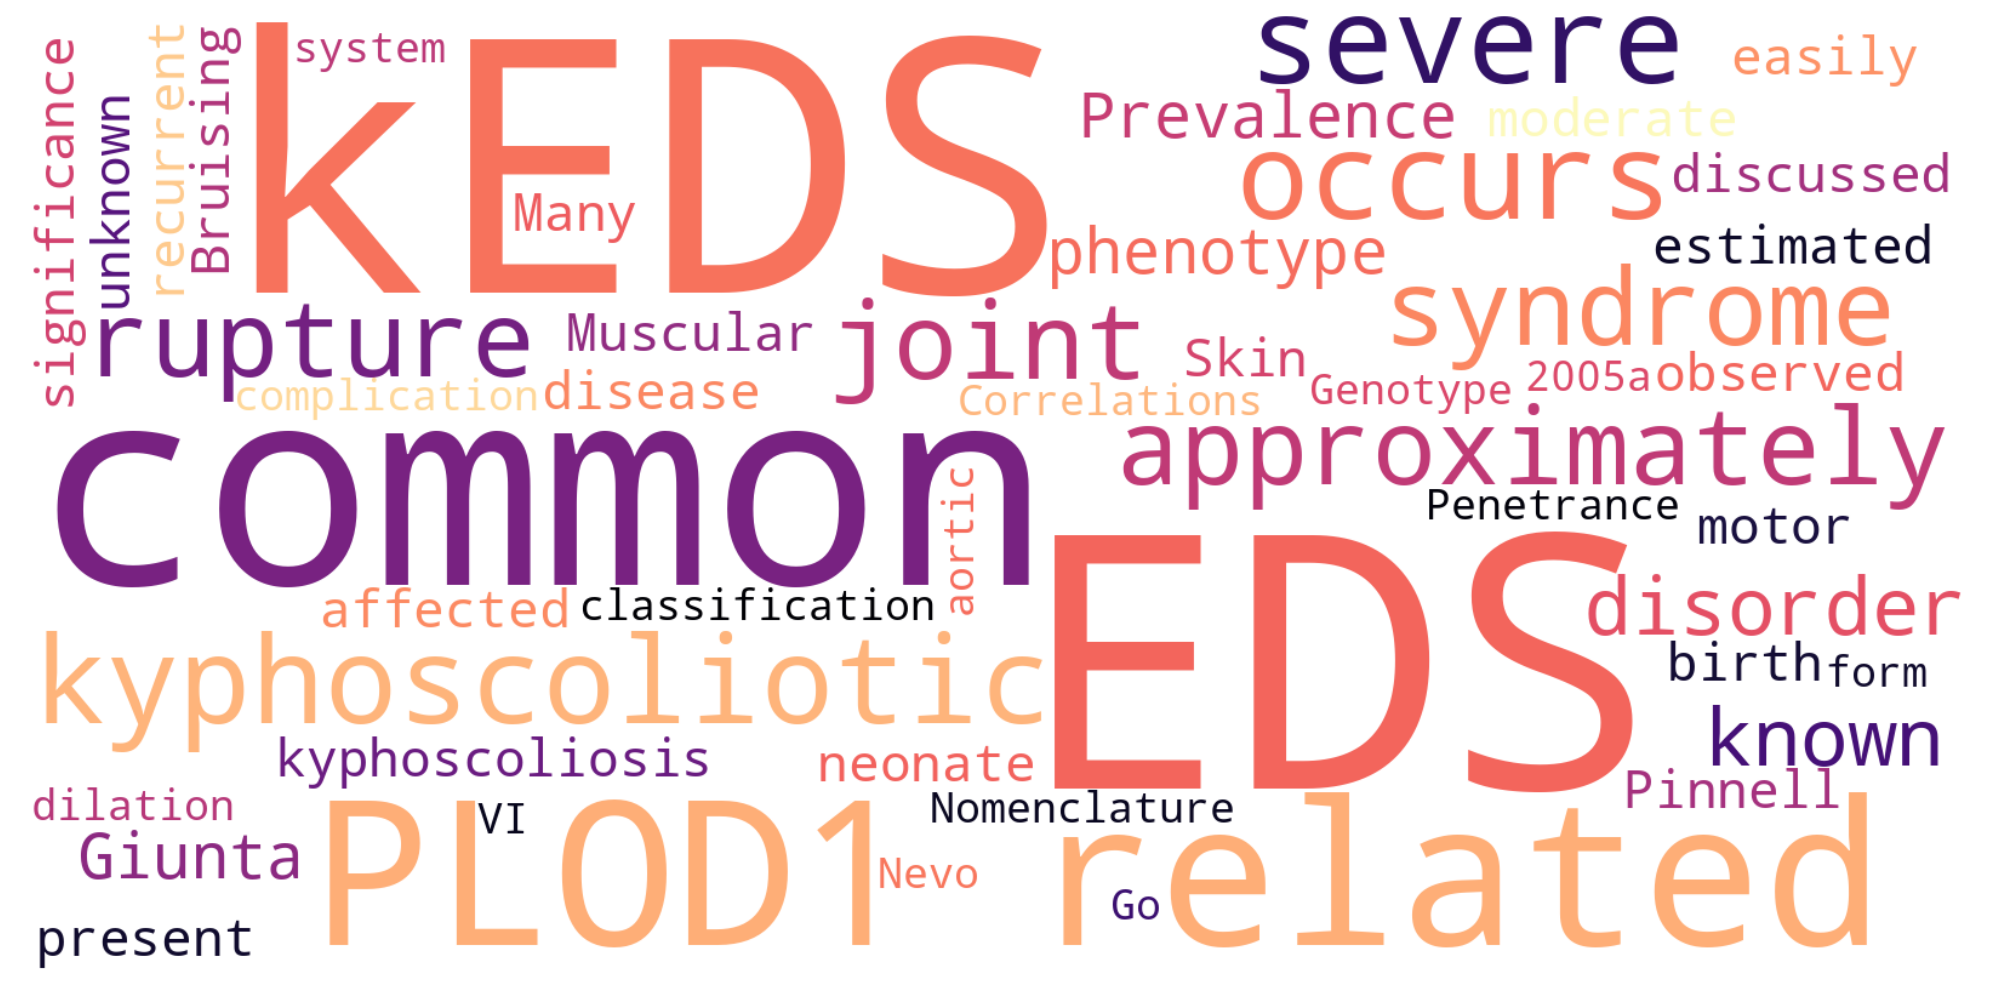 kEDS
severe
system
easily
significance
unknown
recurrent
Bruising
Prevalence
moderate
Many
occurs
discussed
phenotype
estimated
syndrome
rupture
Muscular
joint
Skin
complication
disease
Correlations
Genotype
2005a
observed
common
approximately
aortic
Penetrance
motor
EDS
affected
classification
disorder
kyphoscoliotic
birth
form
kyphoscoliosis
neonate
known
Pinnell
dilation
VI
Nomenclature
Giunta
PLOD1
related
Nevo
Go
present